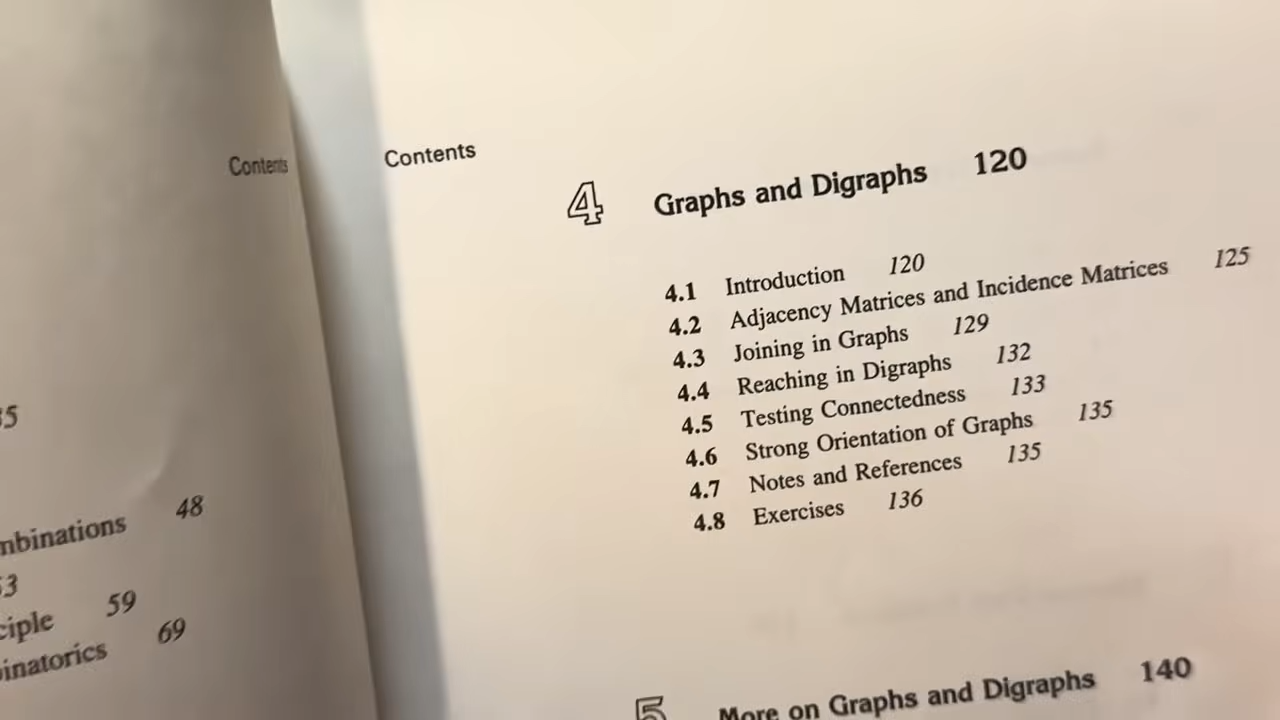 Contents
48
59
69
Contents
4 Graphs and Digraphs 120
4.1 Introduction 120
4.2 Adjacency Matrices and Incidence Matrices 125
4.3 Joining in Graphs 129
4.4 Reaching in Digraphs 132
4.5 Testing Connectedness 133
4.6 Strong Orientation of Graphs 135
4.7 Notes and References 135
4.8 Exercises 136
5 More on Graphs and Digraphs 140